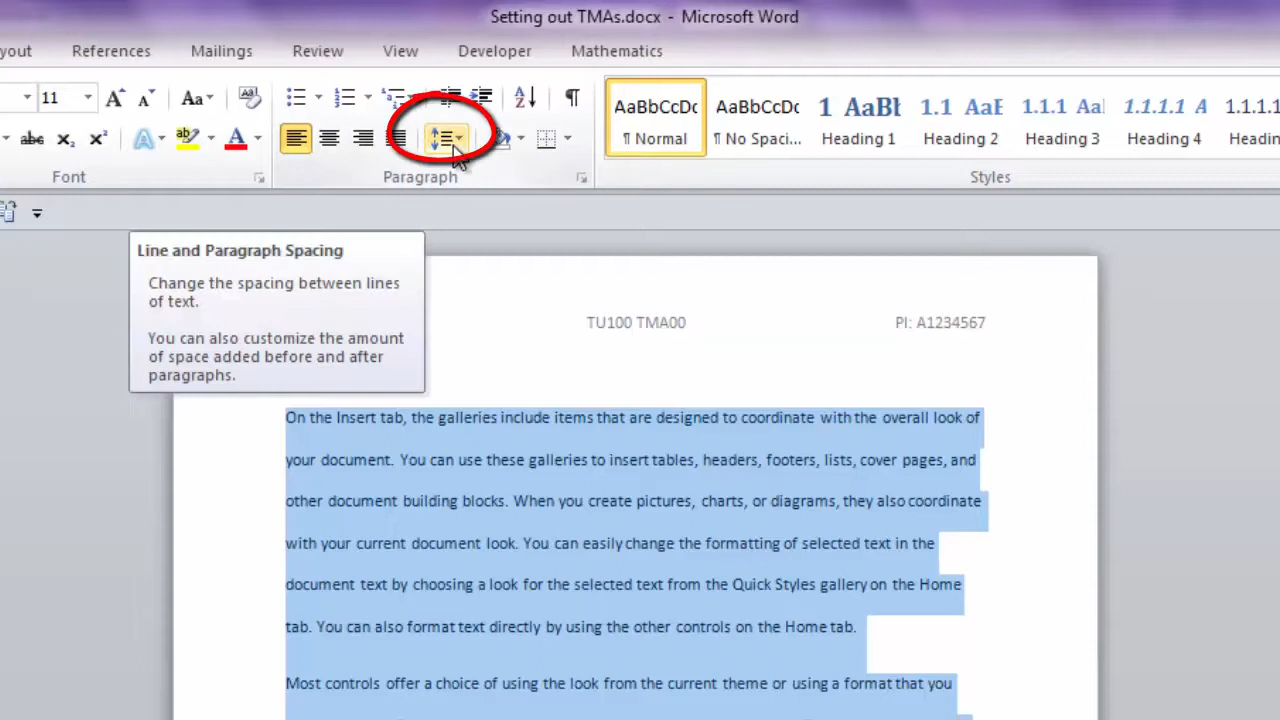 Setting out TMAs.docx - Microsoft Word
yout References Mailings Review View Developer Mathematics
11 Aa
abc x₂ x² A ab A
AaBbCcDc AaBbCcDc 1 AaBb 1.1 AaB 1.1.1 AaI 1.1.1.1 A 1.1.1.1
¶ Normal ¶ No Spaci... Heading 1 Heading 2 Heading 3 Heading 4 Heading 5
Font Paragraph Styles
Line and Paragraph Spacing
Change the spacing between lines
of text.
You can also customize the amount
of space added before and after
paragraphs.
TU100 TMA00 PI: A1234567
On the Insert tab, the galleries include items that are designed to coordinate with the overall look of
your document. You can use these galleries to insert tables, headers, footers, lists, cover pages, and
other document building blocks. When you create pictures, charts, or diagrams, they also coordinate
with your current document look. You can easily change the formatting of selected text in the
document text by choosing a look for the selected text from the Quick Styles gallery on the Home
tab. You can also format text directly by using the other controls on the Home tab.
Most controls offer a choice of using the look from the current theme or using a format that you